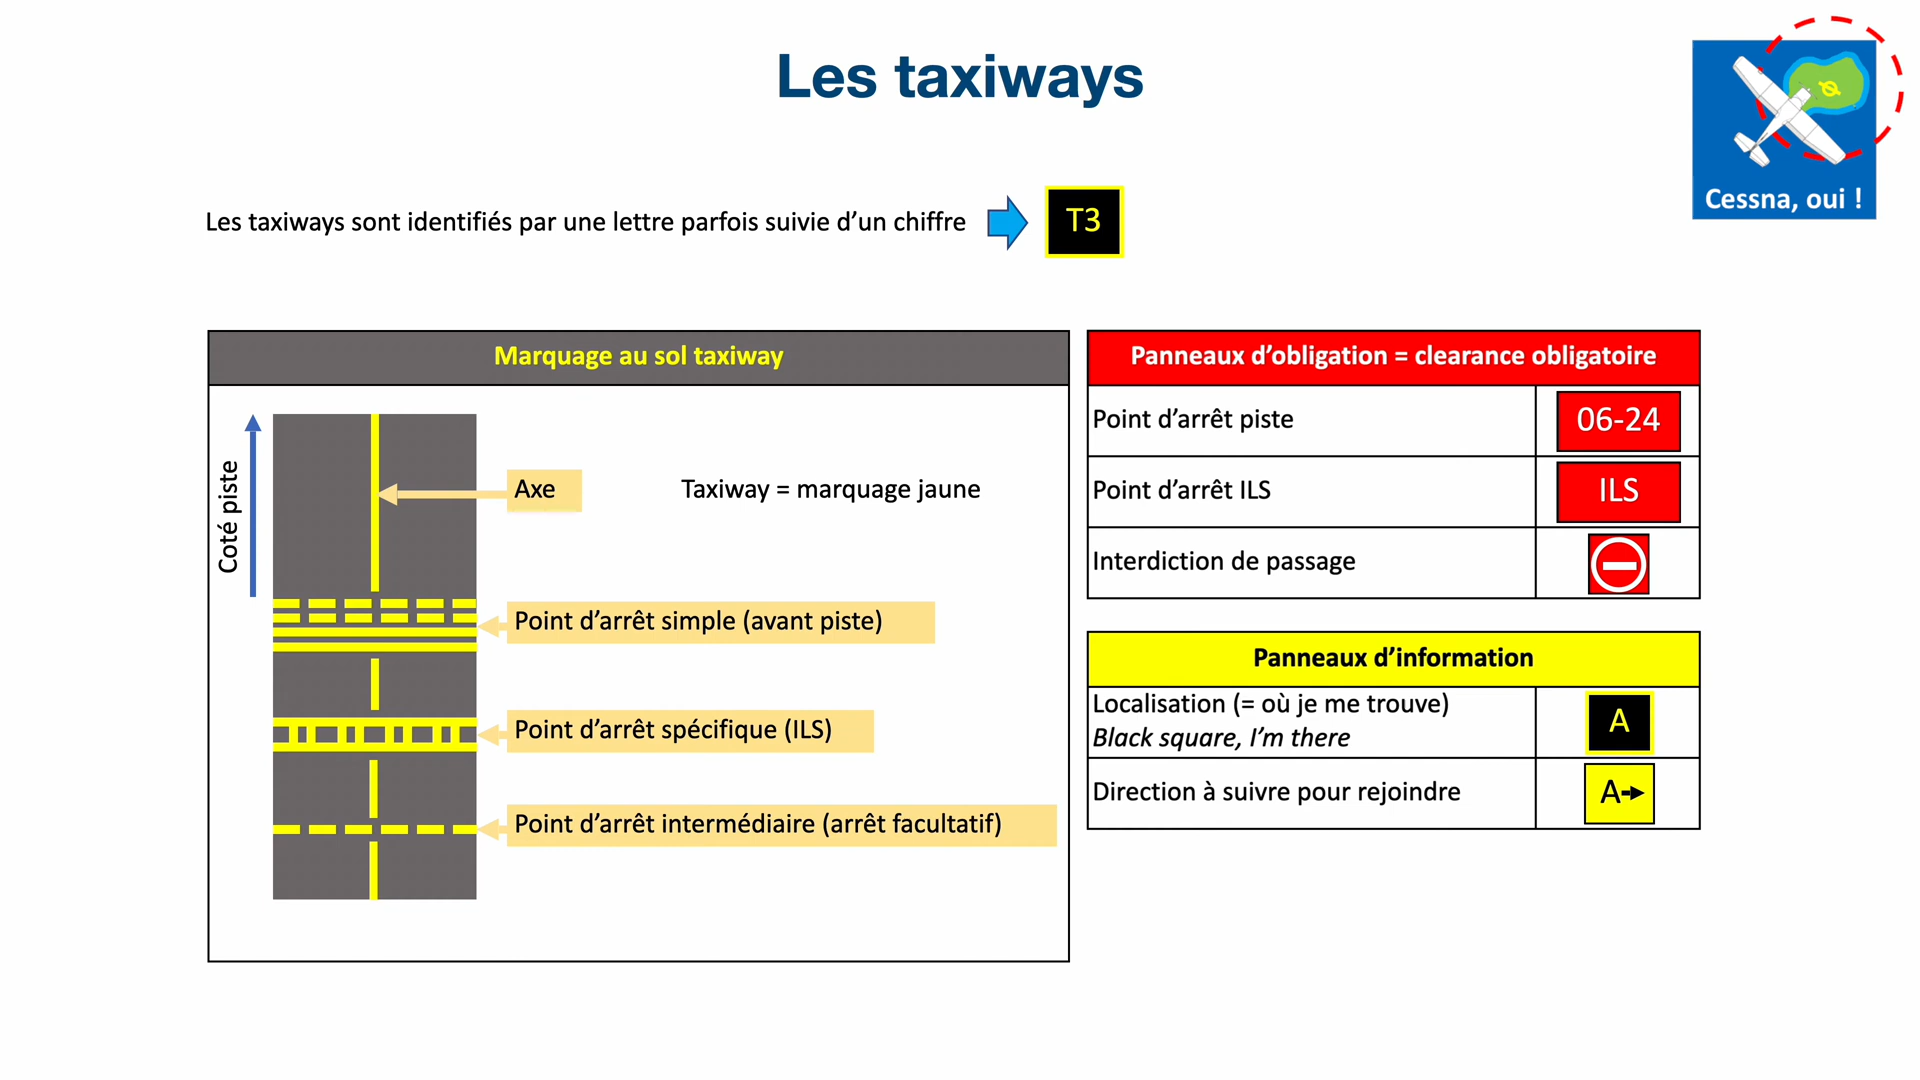 Les taxiways
Cessna, oui !
Les taxiways sont identifiés par une lettre parfois suivie d’un chiffre
T3
Marquage au sol taxiway
Coté piste
Axe
Taxiway = marquage jaune
Point d’arrêt simple (avant piste)
Point d’arrêt spécifique (ILS)
Point d’arrêt intermédiaire (arrêt facultatif)
Panneaux d’obligation = clearance obligatoire
Point d’arrêt piste
06-24
Point d’arrêt ILS
ILS
Interdiction de passage
Panneaux d’information
Localisation (= où je me trouve)
Black square, I’m there
A
Direction à suivre pour rejoindre
A